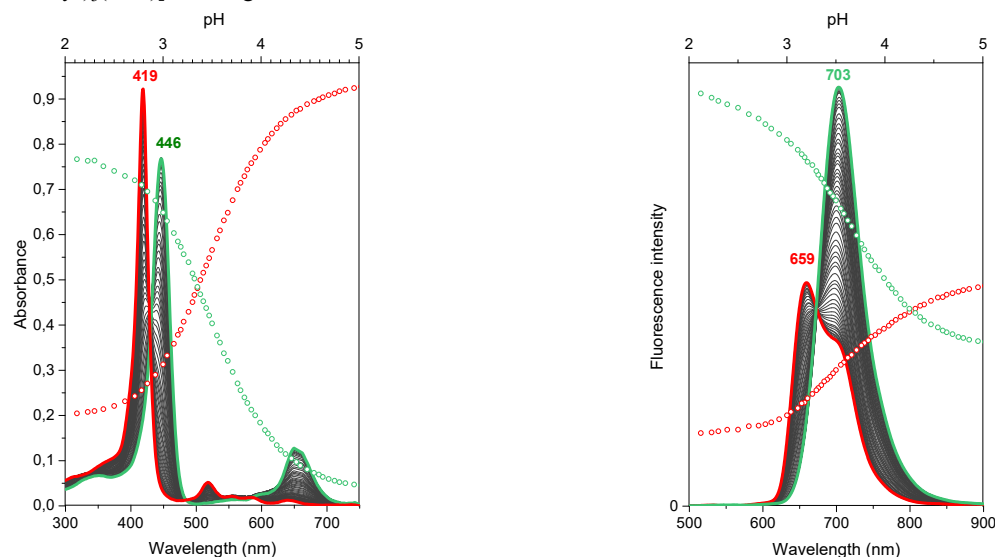 pH
2 3 4 5
419
446
0,9
0,8
0,7
0,6
0,5
0,4
0,3
0,2
0,1
0,0
Absorbance
300 400 500 600 700
Wavelength (nm)
pH
2 3 4 5
703
659
Fluorescence intensity
0
500 600 700 800 900
Wavelength (nm)